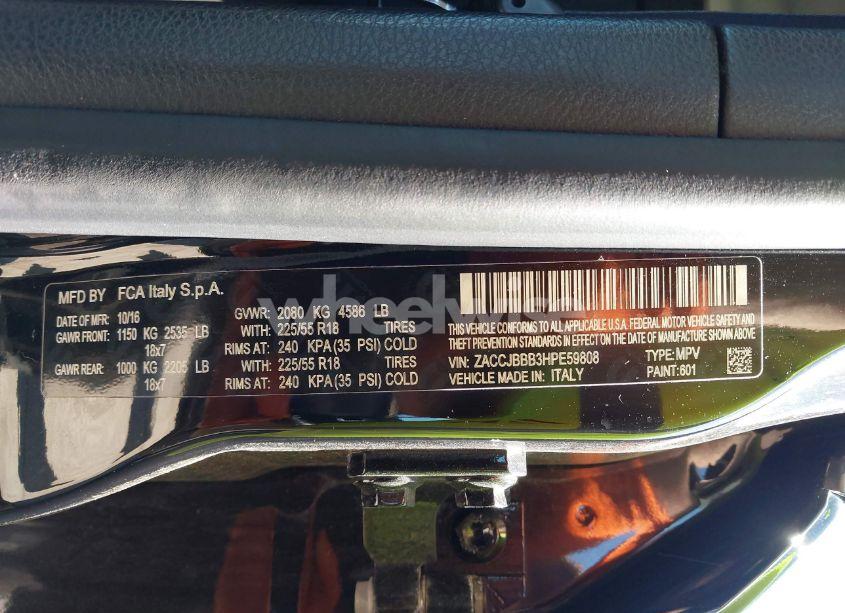 MFD BY FCA Italy S.p.A.
DATE OF MFR: 10/16
GAWR FRONT: 1150 KG 2535 LB
18x7
GAWR REAR: 1000 KG 2205 LB
18x7
GVWR: 2080 KG 4586 LB
WITH: 225/55 R18 TIRES
RIMS AT: 240 KPA(35 PSI) COLD
WITH: 225/55 R18 TIRES
RIMS AT: 240 KPA(35 PSI) COLD
THIS VEHICLE CONFORMS TO ALL APPLICABLE U.S.A. FEDERAL MOTOR VEHICLE SAFETY AND
THEFT PREVENTION STANDARDS IN EFFECT ON THE DATE OF MANUFACTURE SHOWN ABOVE
VIN: ZACCJBBB3HPE59808 TYPE: MPV
VEHICLE MADE IN: ITALY PAINT:601
wheelwise